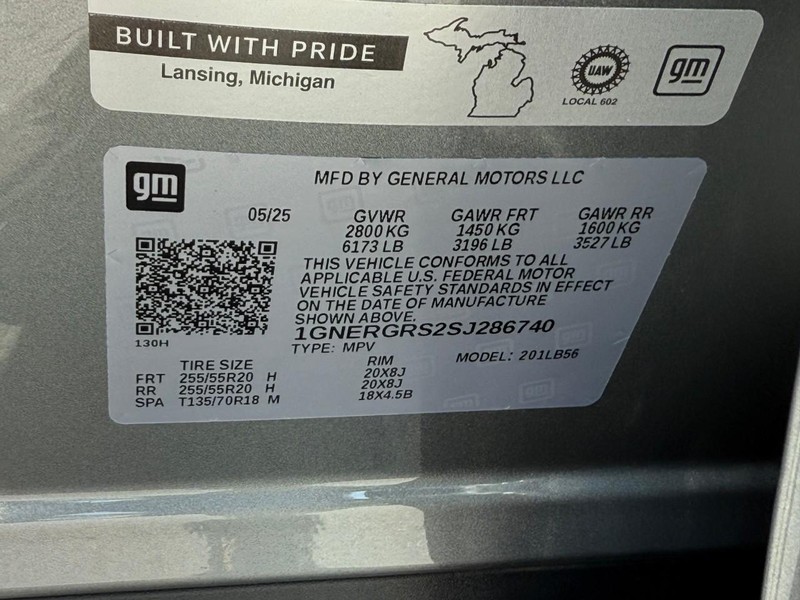 BUILT WITH PRIDE
Lansing, Michigan
UAW
LOCAL 602
gm
gm
MFD BY GENERAL MOTORS LLC
05/25 GVWR GAWR FRT GAWR RR
2800 KG 1450 KG 1600 KG
6173 LB 3196 LB 3527 LB
THIS VEHICLE CONFORMS TO ALL
APPLICABLE U.S. FEDERAL MOTOR
VEHICLE SAFETY STANDARDS IN EFFECT
ON THE DATE OF MANUFACTURE
SHOWN ABOVE.
1GNERGRS2SJ286740
130H
TYPE: MPV MODEL: 201LB56
TIRE SIZE RIM
FRT 255/55R20 H 20X8J
RR 255/55R20 H 20X8J
SPA T135/70R18 M 18X4.5B